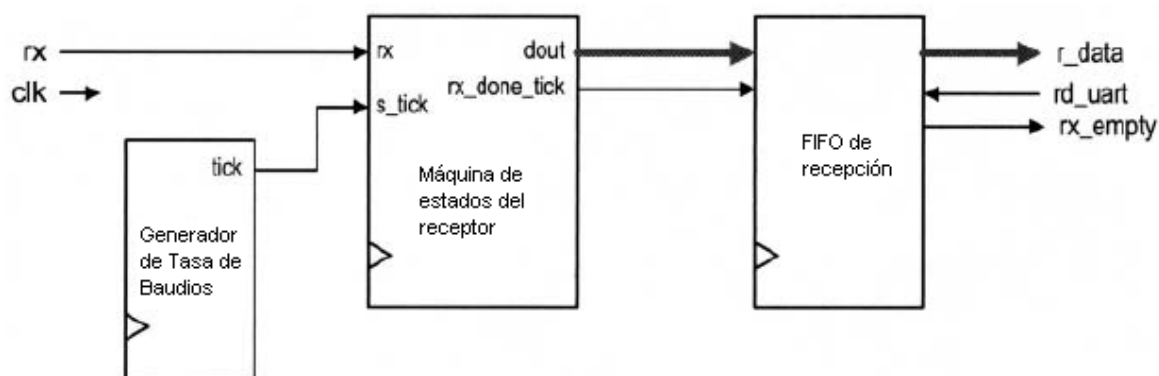 rx
clk
rx
s_tick
dout
rx_done_tick
Máquina de
estados del
receptor
tick
Generador
de Tasa de
Baudios
FIFO de
recepción
r_data
rd_uart
rx_empty